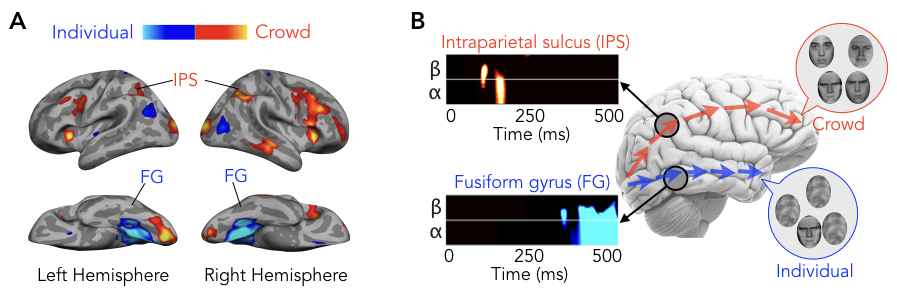 A
Individual
Crowd
IPS
FG
FG
Left Hemisphere
Right Hemisphere
B
Intraparietal sulcus (IPS)
β
α
0
250
500
Time (ms)
Crowd
Fusiform gyrus (FG)
β
α
0
250
500
Time (ms)
Individual